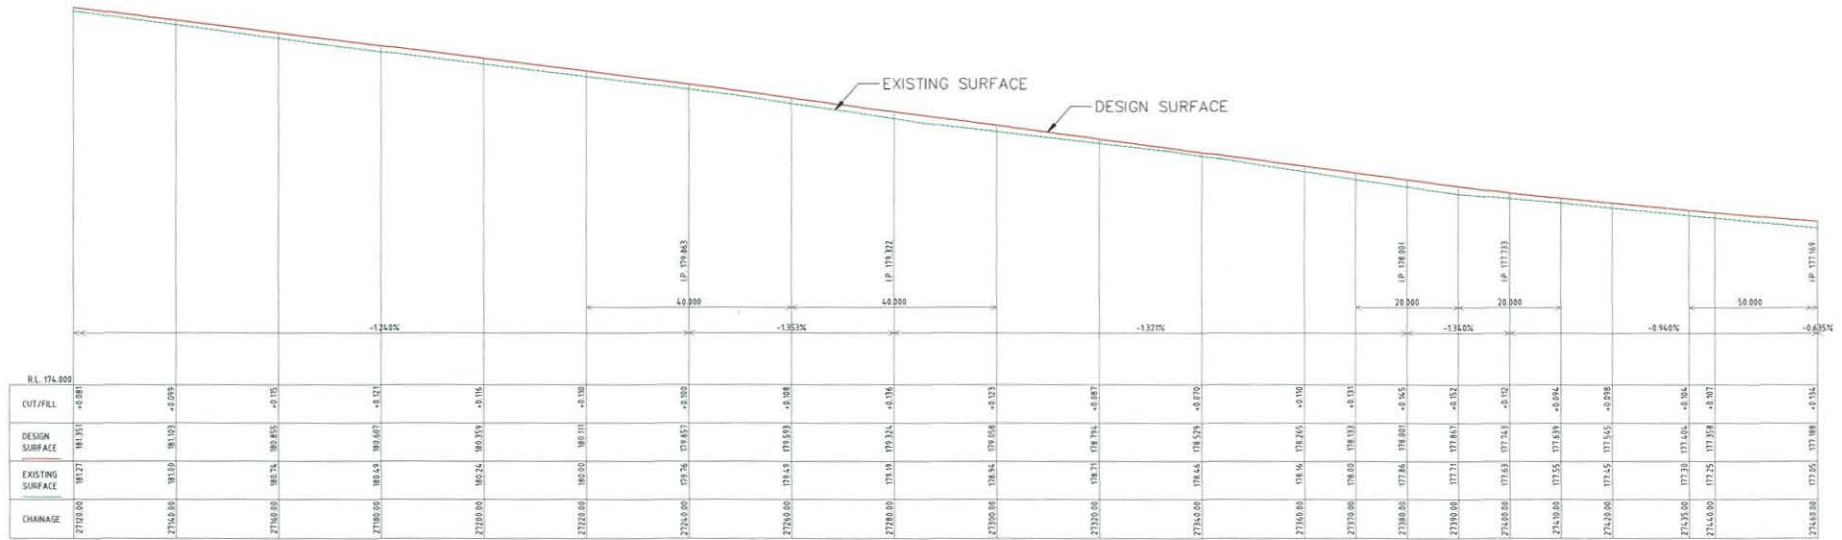 EXISTING SURFACE
DESIGN SURFACE
I.P. 179.863
I.P. 179.322
I.P. 178.001
I.P. 177.733
I.P. 177.169
40.000 40.000 20.000 20.000 50.000
-1.240% -1.353% -1.321% -1.340% -0.940% -0.635%
R.L. 174.000
CUT/FILL +0.081 +0.099 +0.115 +0.121 +0.116 +0.110 +0.100 +0.108 +0.136 +0.123 +0.087 +0.070 +0.110 +0.131 +0.145 +0.152 +0.112 +0.094 +0.098 +0.104 +0.107 +0.134
DESIGN SURFACE 181.351 181.103 180.855 180.607 180.359 180.111 179.857 179.593 179.324 179.058 178.794 178.529 178.265 178.133 178.001 177.867 177.743 177.639 177.545 177.404 177.358 177.188
EXISTING SURFACE 181.27 181.00 180.74 180.49 180.24 180.00 179.76 179.49 179.19 178.94 178.71 178.46 178.16 178.00 177.86 177.71 177.63 177.55 177.45 177.30 177.25 177.05
CHAINAGE 27120.00 27140.00 27160.00 27180.00 27200.00 27220.00 27240.00 27260.00 27280.00 27300.00 27320.00 27340.00 27360.00 27370.00 27380.00 27390.00 27400.00 27410.00 27420.00 27435.00 27440.00 27460.00